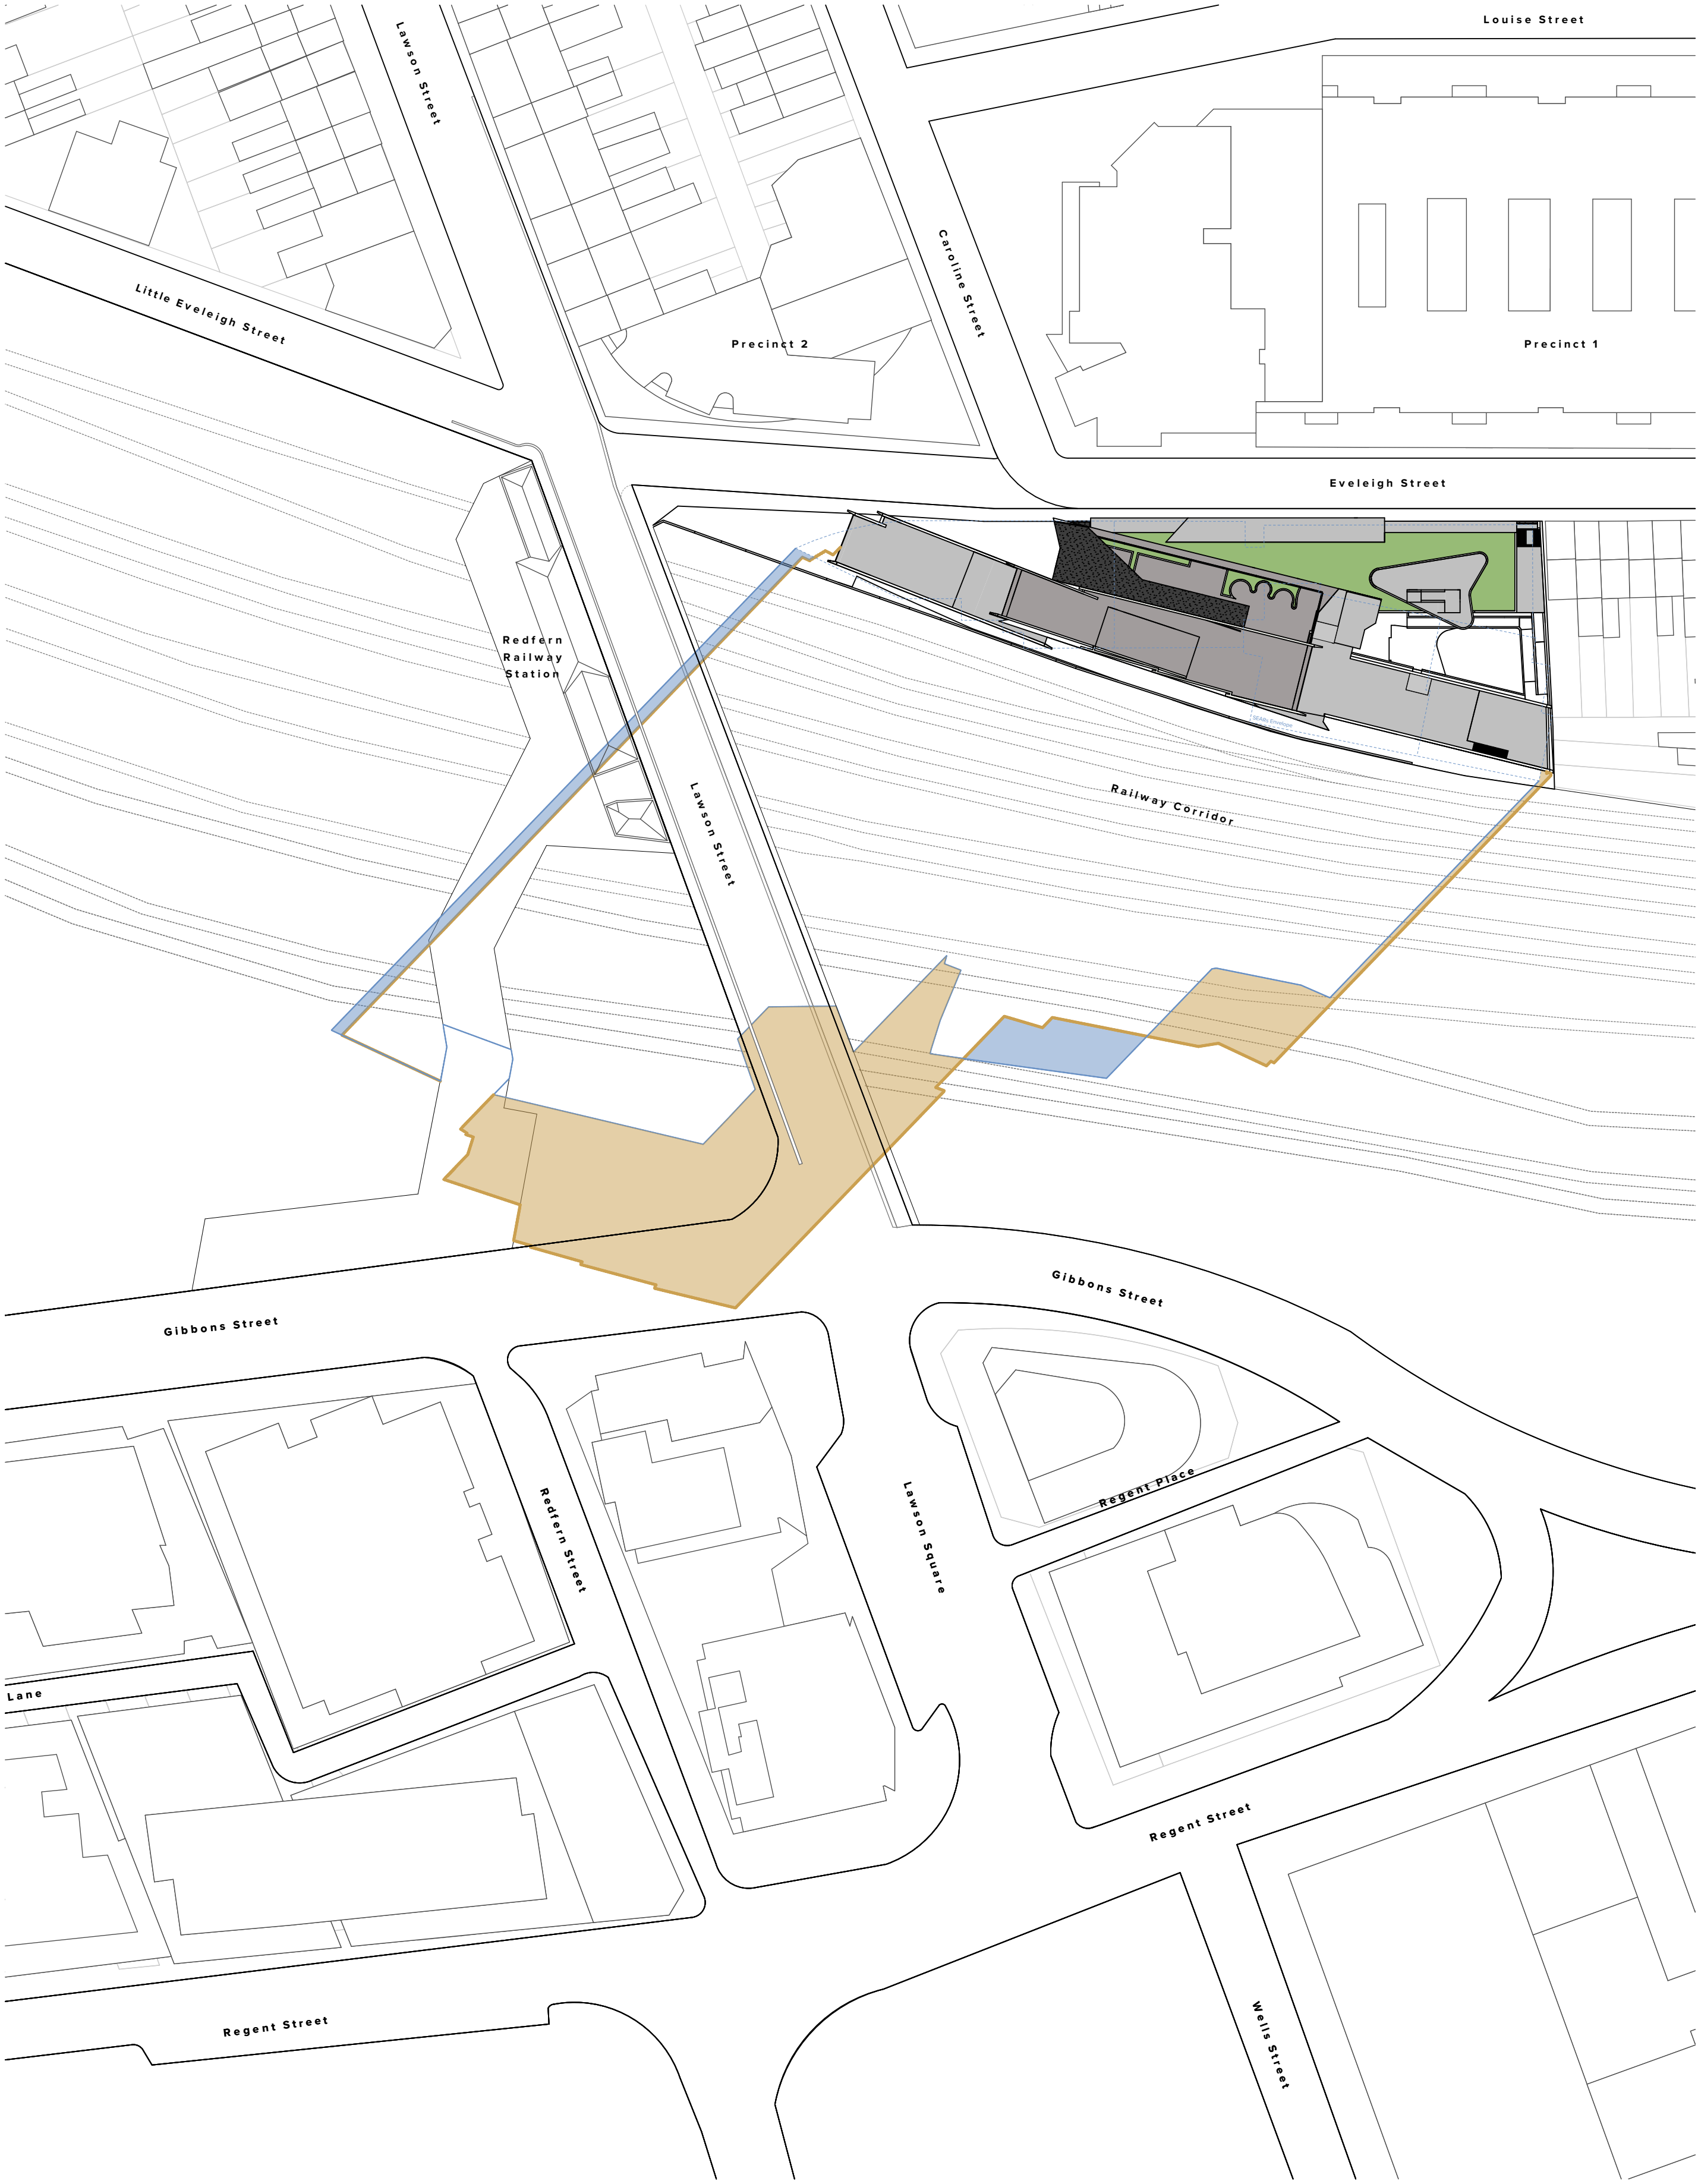 Louise Street
Lawson Street
Caroline Street
Little Eveleigh Street
Precinct 2
Precinct 1
Eveleigh Street
Redfern
Railway
Station
SEARs Envelope
Railway Corridor
Lawson Street
Gibbons Street
Gibbons Street
Regent Place
Lawson Square
Redfern Street
Lane
Regent Street
Regent Street
Wells Street